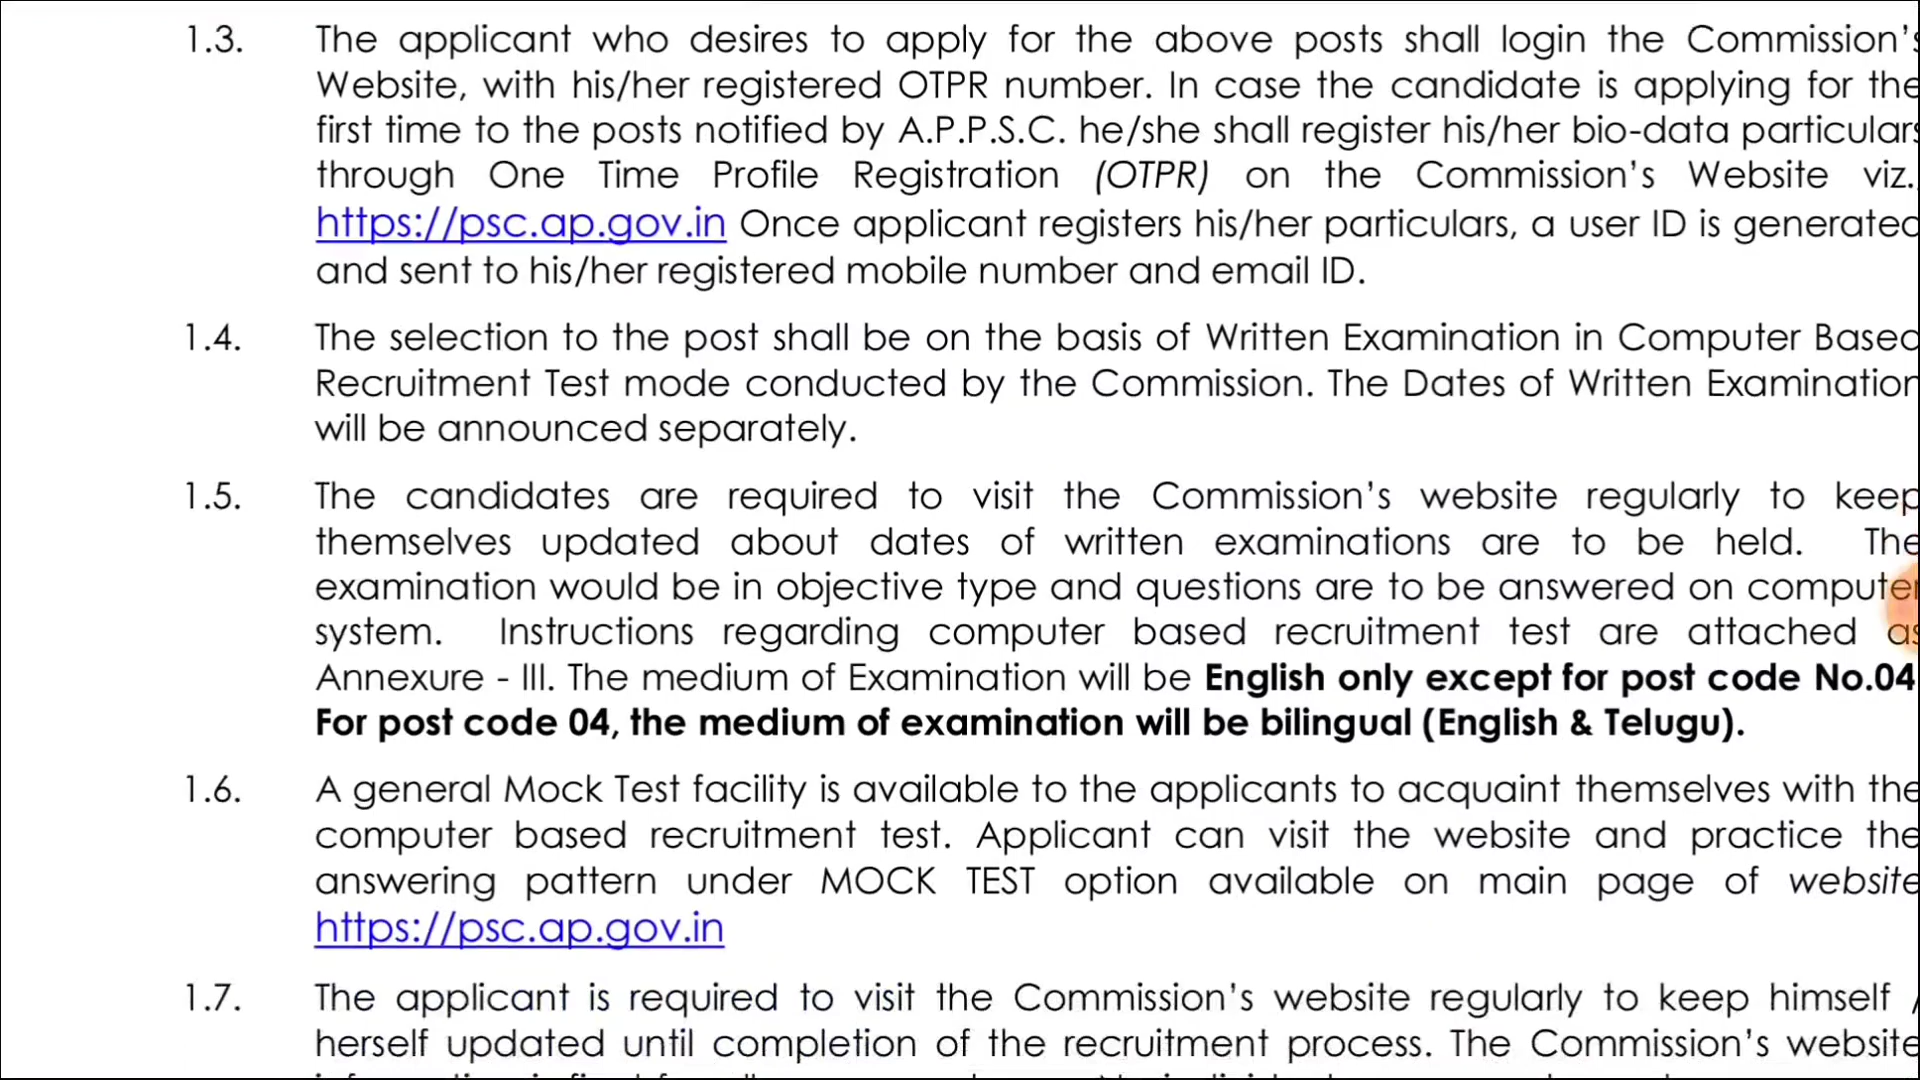 1.3. The applicant who desires to apply for the above posts shall login the Commission's
Website, with his/her registered OTPR number. In case the candidate is applying for the
first time to the posts notified by A.P.P.S.C. he/she shall register his/her bio-data particulars
through One Time Profile Registration (OTPR) on the Commission's Website viz.
https://psc.ap.gov.in Once applicant registers his/her particulars, a user ID is generated
and sent to his/her registered mobile number and email ID.
1.4. The selection to the post shall be on the basis of Written Examination in Computer Based
Recruitment Test mode conducted by the Commission. The Dates of Written Examination
will be announced separately.
1.5. The candidates are required to visit the Commission's website regularly to keep
themselves updated about dates of written examinations are to be held. The
examination would be in objective type and questions are to be answered on computer
system. Instructions regarding computer based recruitment test are attached as
Annexure - III. The medium of Examination will be English only except for post code No.04
For post code 04, the medium of examination will be bilingual (English & Telugu).
1.6. A general Mock Test facility is available to the applicants to acquaint themselves with the
computer based recruitment test. Applicant can visit the website and practice the
answering pattern under MOCK TEST option available on main page of website
https://psc.ap.gov.in
1.7. The applicant is required to visit the Commission's website regularly to keep himself /
herself updated until completion of the recruitment process. The Commission's website